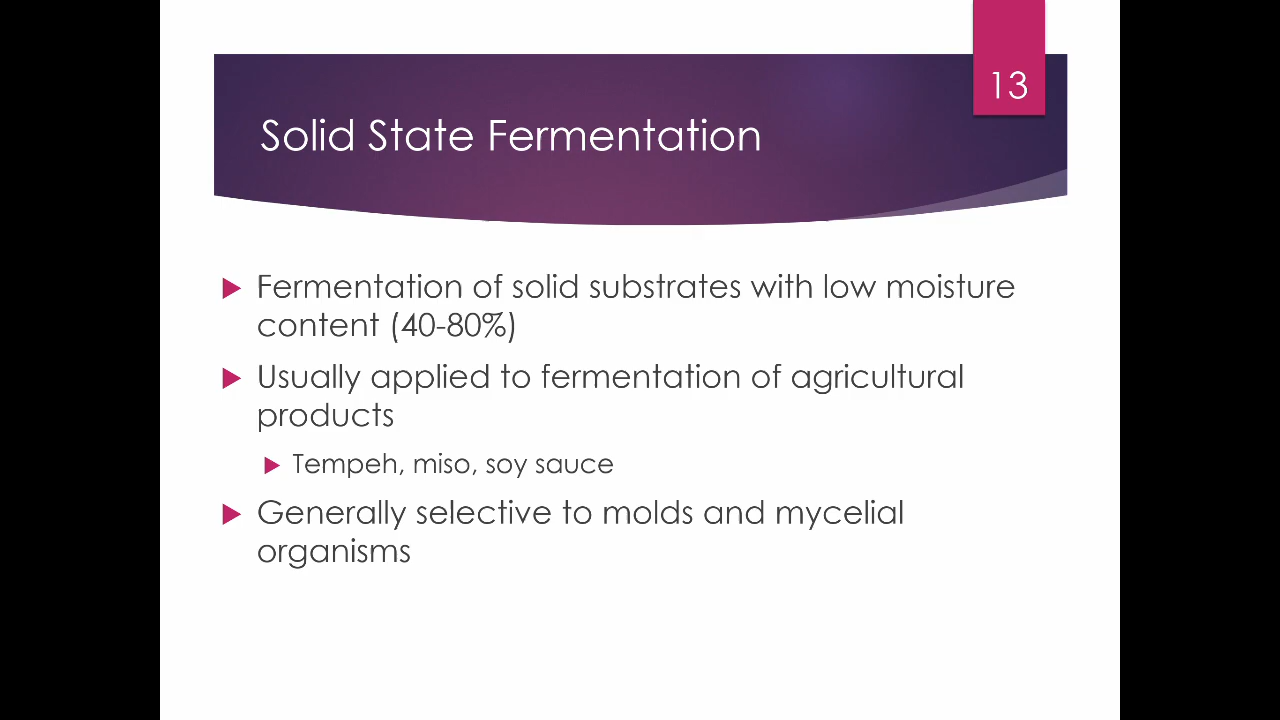 13
Solid State Fermentation
Fermentation of solid substrates with low moisture
content (40-80%)
Usually applied to fermentation of agricultural
products
Tempeh, miso, soy sauce
Generally selective to molds and mycelial
organisms